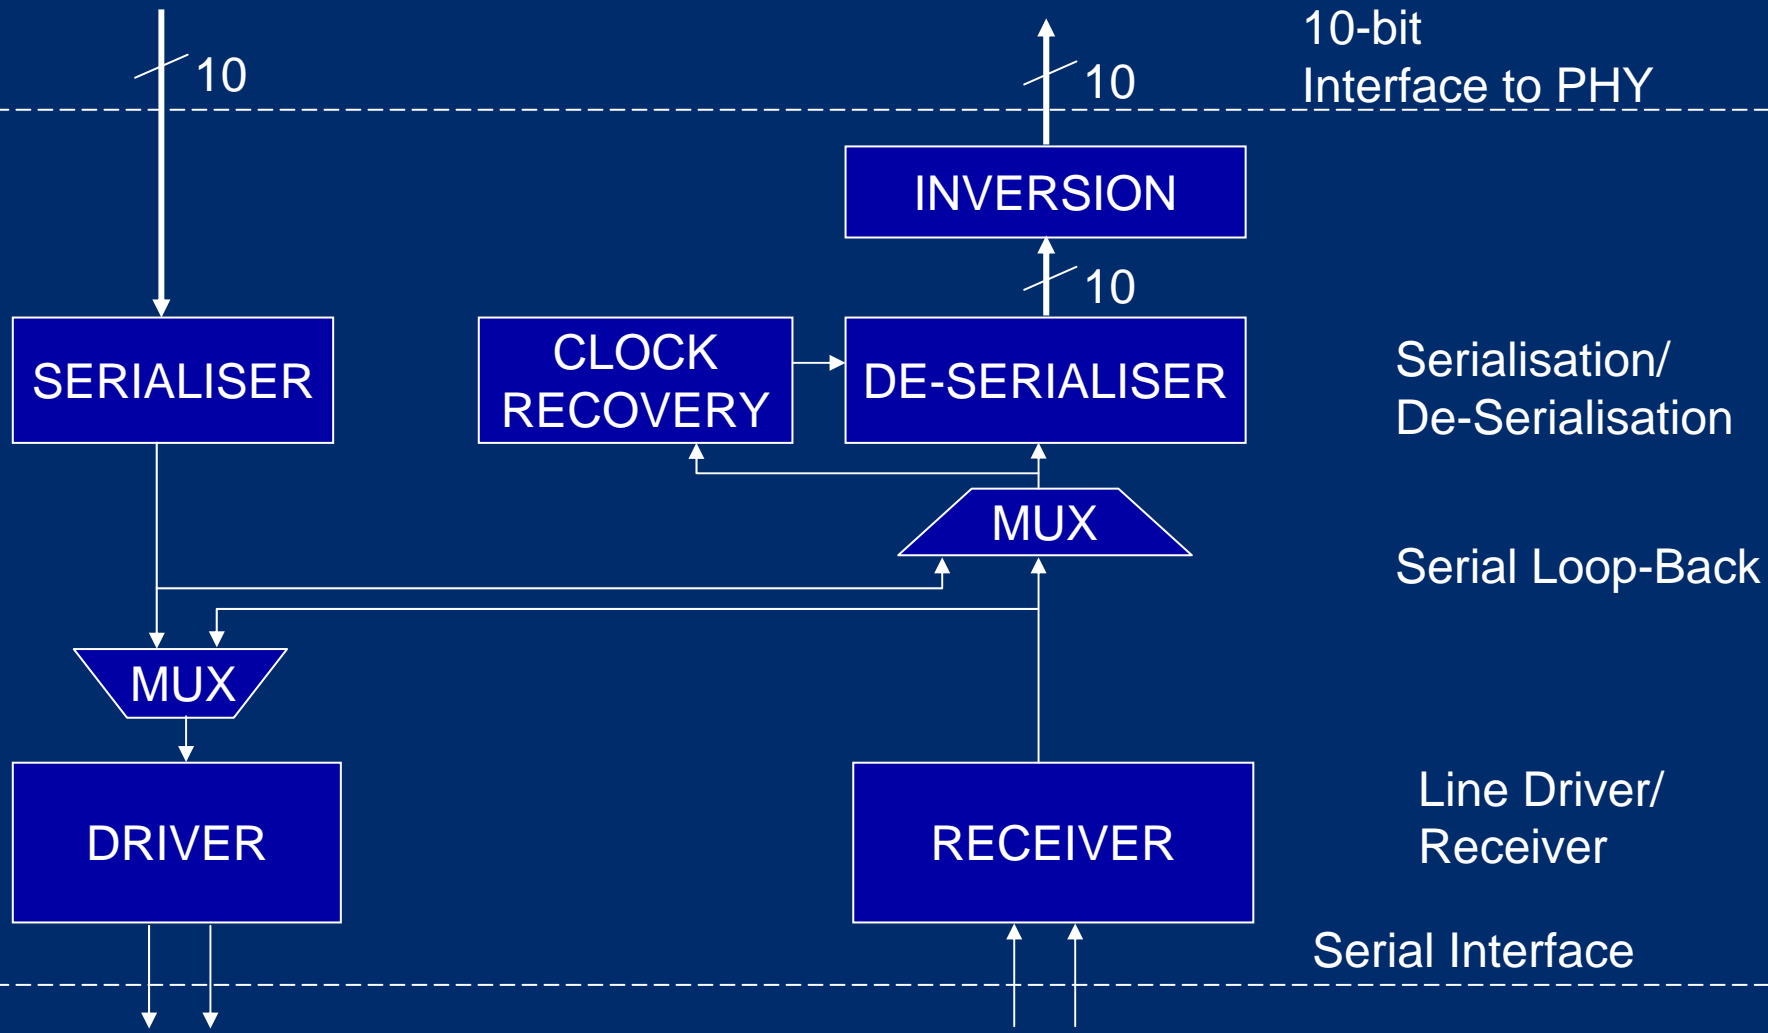 10
10
10-bit
Interface to PHY
INVERSION
10
SERIALISER
CLOCK
RECOVERY
DE-SERIALISER
Serialisation/
De-Serialisation
MUX
Serial Loop-Back
MUX
DRIVER
RECEIVER
Line Driver/
Receiver
Serial Interface